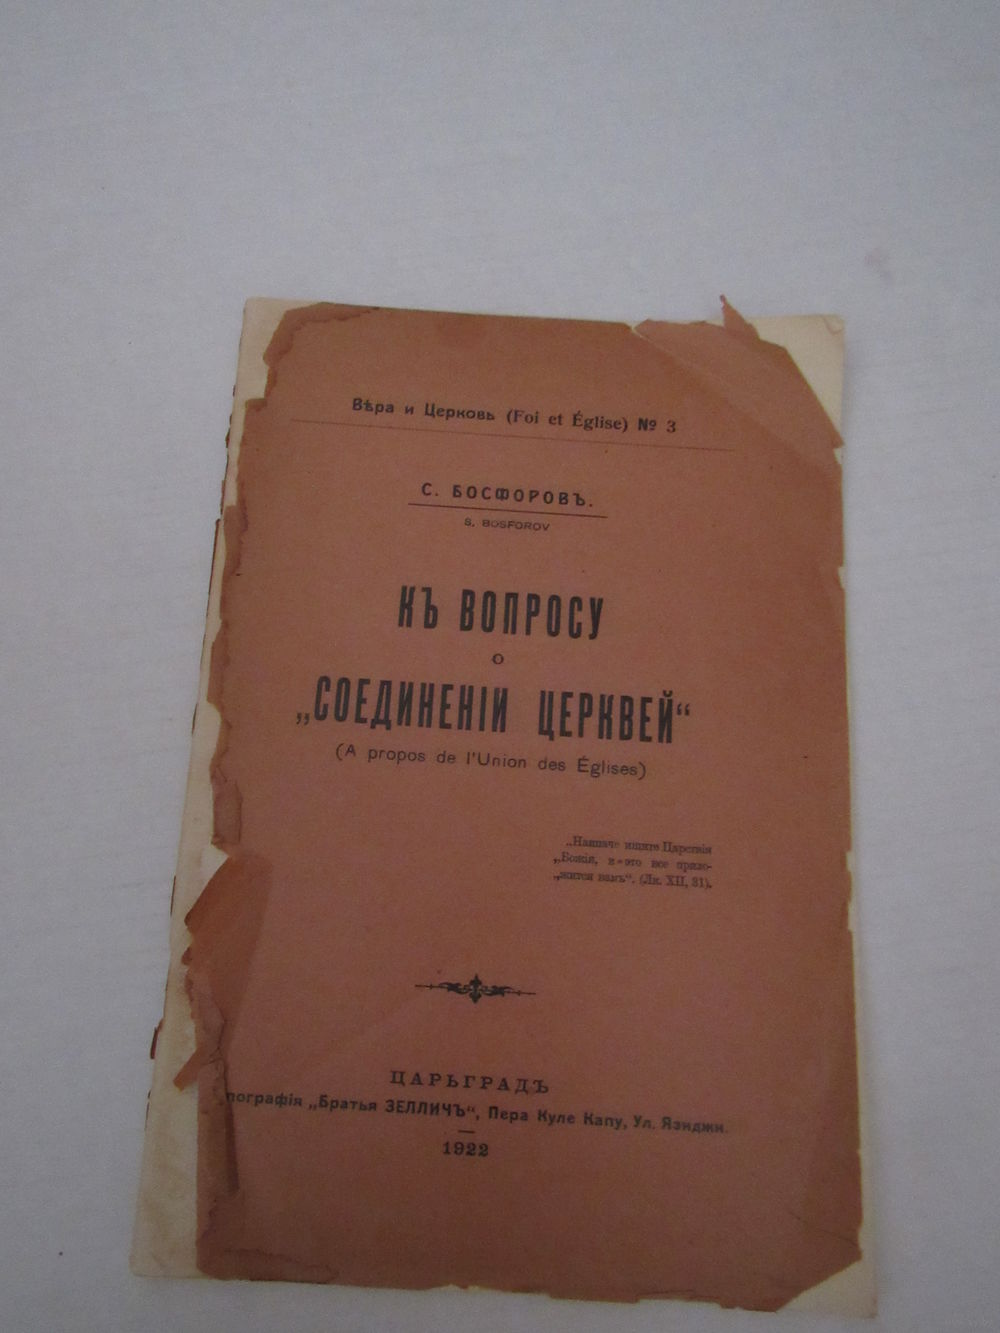 Вѣра и Церковь (Foi et Église) № 3
С. БОСФОРОВЪ.
S. BOSFOROV
КЪ ВОПРОСУ
О
„СОЕДИНЕНІИ ЦЕРКВЕЙ“
(A propos de l'Union des Églises)
„Наипаче ищите Царствія
„Божія, и это все прило-
„жится вамъ“. (Лк. XII, 31).
ЦАРЬГРАДЪ
пографія „Братья ЗЕЛЛИЧЪ“, Пера Куле Капу, Ул. Языджи.
1922